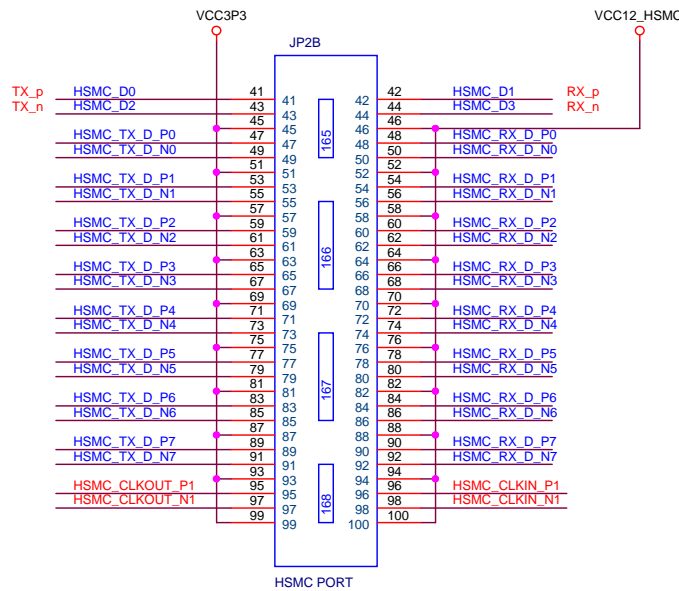 VCC3P3 VCC12_HSMC
JP2B
TX_p HSMC_D0 41 41 42 42 HSMC_D1 RX_p
TX_n HSMC_D2 43 43 44 44 HSMC_D3 RX_n
45 45 46 46
HSMC_TX_D_P0 47 47 165 48 48 HSMC_RX_D_P0
HSMC_TX_D_N0 49 49 50 50 HSMC_RX_D_N0
51 51 52 52
HSMC_TX_D_P1 53 53 54 54 HSMC_RX_D_P1
HSMC_TX_D_N1 55 55 56 56 HSMC_RX_D_N1
57 57 58 58
HSMC_TX_D_P2 59 59 60 60 HSMC_RX_D_P2
HSMC_TX_D_N2 61 61 166 62 62 HSMC_RX_D_N2
63 63 64 64
HSMC_TX_D_P3 65 65 66 66 HSMC_RX_D_P3
HSMC_TX_D_N3 67 67 68 68 HSMC_RX_D_N3
69 69 70 70
HSMC_TX_D_P4 71 71 72 72 HSMC_RX_D_P4
HSMC_TX_D_N4 73 73 74 74 HSMC_RX_D_N4
75 75 76 76
HSMC_TX_D_P5 77 77 78 78 HSMC_RX_D_P5
HSMC_TX_D_N5 79 79 167 80 80 HSMC_RX_D_N5
81 81 82 82
HSMC_TX_D_P6 83 83 84 84 HSMC_RX_D_P6
HSMC_TX_D_N6 85 85 86 86 HSMC_RX_D_N6
87 87 88 88
HSMC_TX_D_P7 89 89 90 90 HSMC_RX_D_P7
HSMC_TX_D_N7 91 91 92 92 HSMC_RX_D_N7
93 93 94 94
HSMC_CLKOUT_P1 95 95 168 96 96 HSMC_CLKIN_P1
HSMC_CLKOUT_N1 97 97 98 98 HSMC_CLKIN_N1
99 99 100 100
HSMC PORT